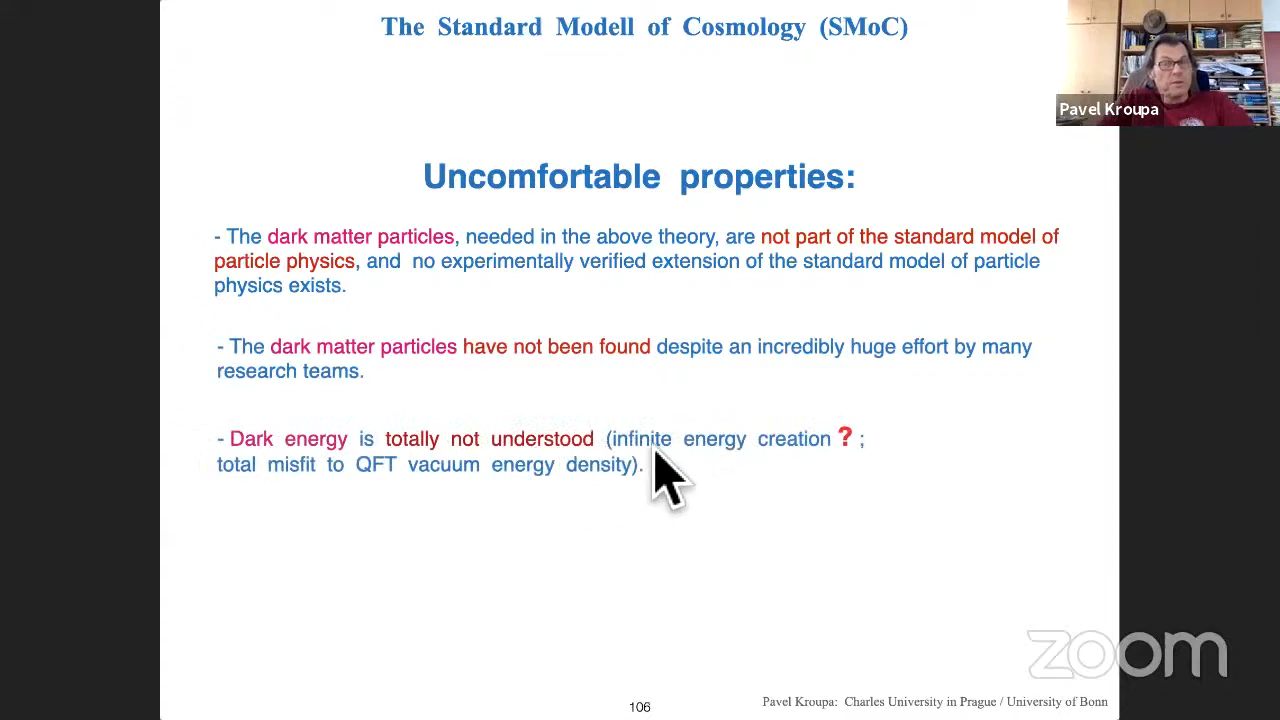 The Standard Modell of Cosmology (SMoC)
Pavel Kroupa
Uncomfortable properties:
- The dark matter particles, needed in the above theory, are not part of the standard model of
particle physics, and no experimentally verified extension of the standard model of particle
physics exists.
- The dark matter particles have not been found despite an incredibly huge effort by many
research teams.
- Dark energy is totally not understood (infinite energy creation ? ;
total misfit to QFT vacuum energy density).
zoom
106
Pavel Kroupa: Charles University in Prague / University of Bonn